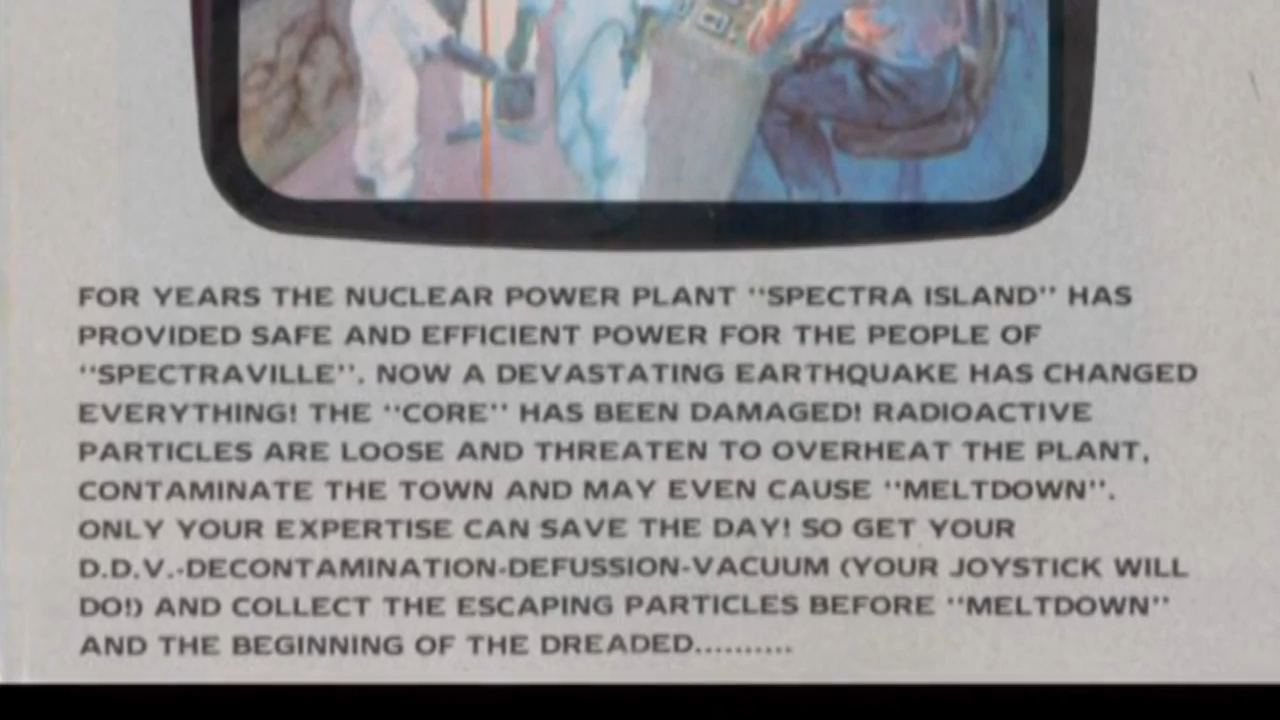 FOR YEARS THE NUCLEAR POWER PLANT "SPECTRA ISLAND" HAS
PROVIDED SAFE AND EFFICIENT POWER FOR THE PEOPLE OF
"SPECTRAVILLE". NOW A DEVASTATING EARTHQUAKE HAS CHANGED
EVERYTHING! THE "CORE" HAS BEEN DAMAGED! RADIOACTIVE
PARTICLES ARE LOOSE AND THREATEN TO OVERHEAT THE PLANT,
CONTAMINATE THE TOWN AND MAY EVEN CAUSE "MELTDOWN".
ONLY YOUR EXPERTISE CAN SAVE THE DAY! SO GET YOUR
D.D.V.-DECONTAMINATION-DEFUSSION-VACUUM (YOUR JOYSTICK WILL
DO!) AND COLLECT THE ESCAPING PARTICLES BEFORE "MELTDOWN"
AND THE BEGINNING OF THE DREADED..........